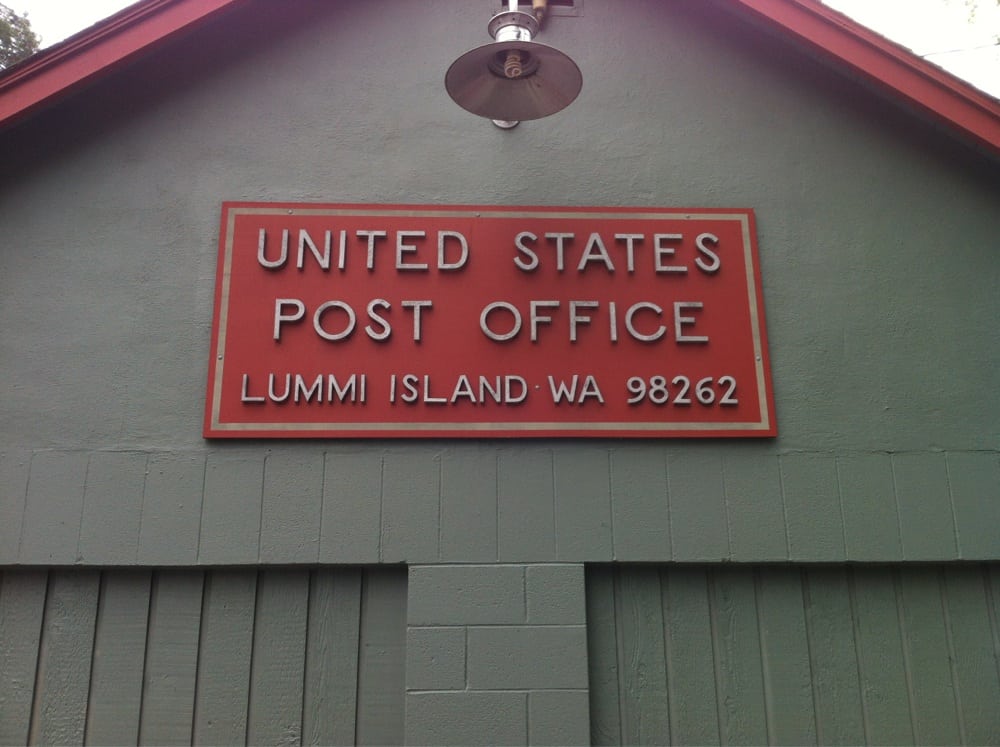 UNITED STATES
POST OFFICE
LUMMI ISLAND · WA 98262